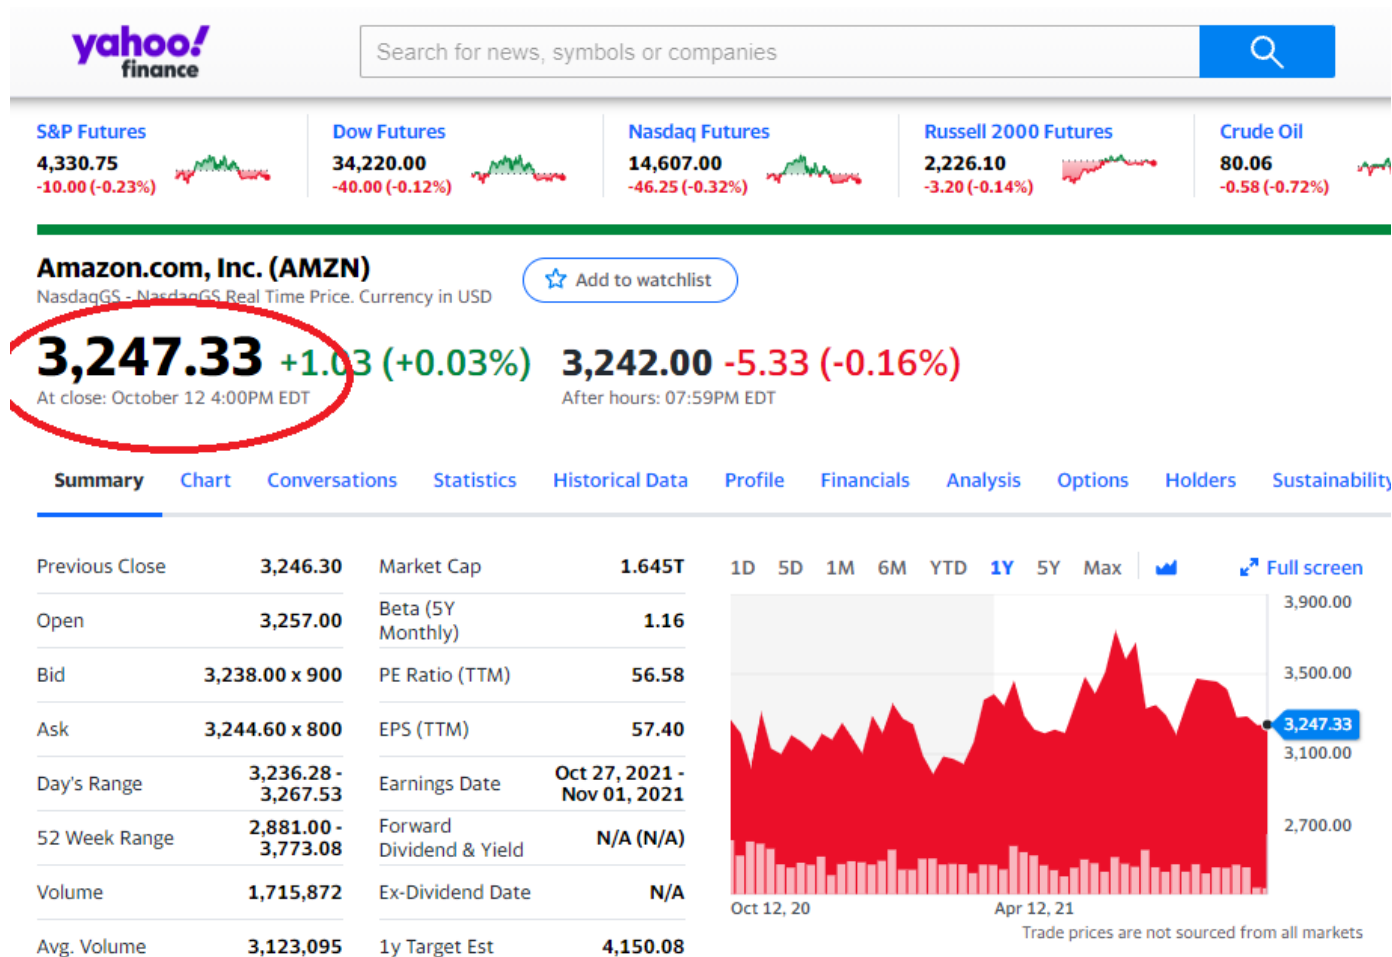 yahoo!
finance
Search for news, symbols or companies
S&P Futures
4,330.75
-10.00 (-0.23%)
Dow Futures
34,220.00
-40.00 (-0.12%)
Nasdaq Futures
14,607.00
-46.25 (-0.32%)
Russell 2000 Futures
2,226.10
-3.20 (-0.14%)
Crude Oil
80.06
-0.58 (-0.72%)
Amazon.com, Inc. (AMZN)
NasdaqGS - NasdaqGS Real Time Price. Currency in USD
Add to watchlist
3,247.33 +1.03 (+0.03%)
At close: October 12 4:00PM EDT
3,242.00 -5.33 (-0.16%)
After hours: 07:59PM EDT
Summary Chart Conversations Statistics Historical Data Profile Financials Analysis Options Holders Sustainability
Previous Close 3,246.30
Open 3,257.00
Bid 3,238.00 x 900
Ask 3,244.60 x 800
Day's Range 3,236.28 -
3,267.53
52 Week Range 2,881.00 -
3,773.08
Volume 1,715,872
Avg. Volume 3,123,095
Market Cap 1.645T
Beta (5Y
Monthly) 1.16
PE Ratio (TTM) 56.58
EPS (TTM) 57.40
Earnings Date Oct 27, 2021 -
Nov 01, 2021
Forward
Dividend & Yield N/A (N/A)
Ex-Dividend Date N/A
1y Target Est 4,150.08
1D 5D 1M 6M YTD 1Y 5Y Max Full screen
3,900.00
3,500.00
3,247.33
3,100.00
2,700.00
Oct 12, 20 Apr 12, 21
Trade prices are not sourced from all markets